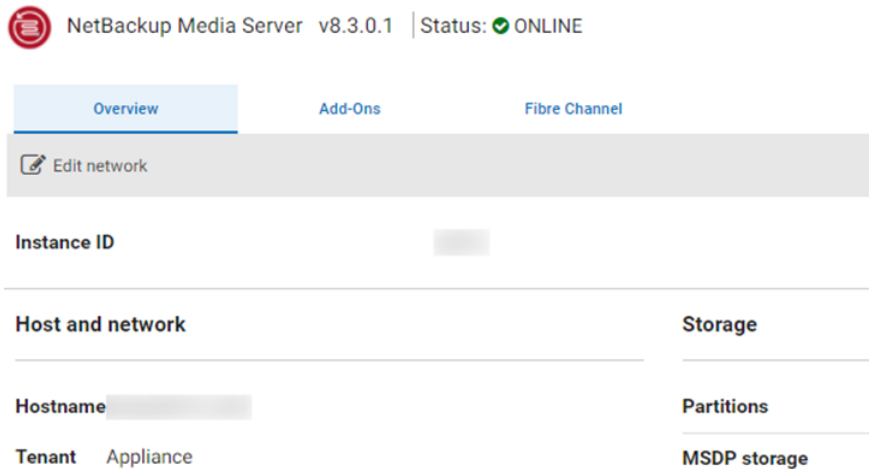 NetBackup Media Server v8.3.0.1 Status: ONLINE
Overview Add-Ons Fibre Channel
Edit network
Instance ID
Host and network
Storage
Hostname
Partitions
Tenant Appliance
MSDP storage